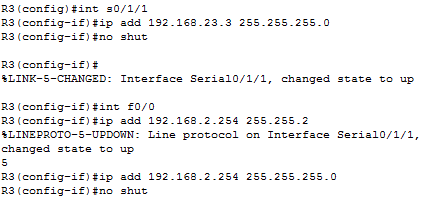 R3(config)#int s0/1/1
R3(config-if)#ip add 192.168.23.3 255.255.255.0
R3(config-if)#no shut
R3(config-if)#
%LINK-5-CHANGED: Interface Serial0/1/1, changed state to up
R3(config-if)#int f0/0
R3(config-if)#ip add 192.168.2.254 255.255.2
%LINEPROTO-5-UPDOWN: Line protocol on Interface Serial0/1/1,
changed state to up
5
R3(config-if)#ip add 192.168.2.254 255.255.255.0
R3(config-if)#no shut